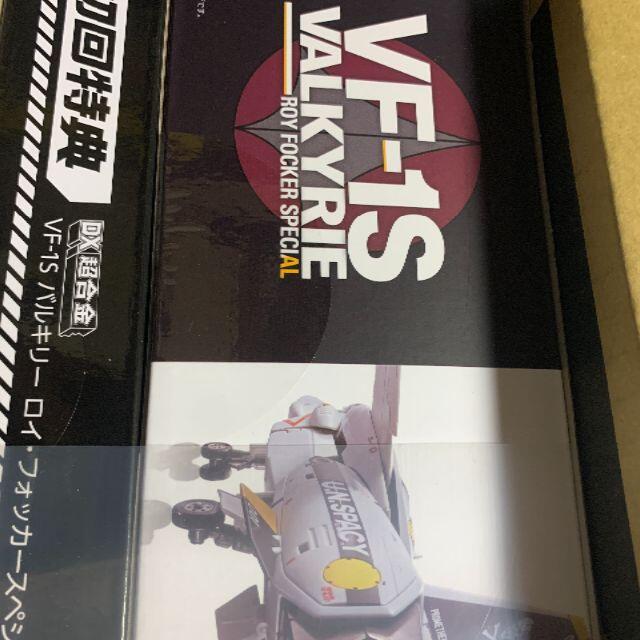 初回特典
DX超合金
VF-1S バルキリー ロイ・フォッカースペシ
VF-1S
VALKYRIE
ROY FOCKER SPECIAL
UN.SPACY